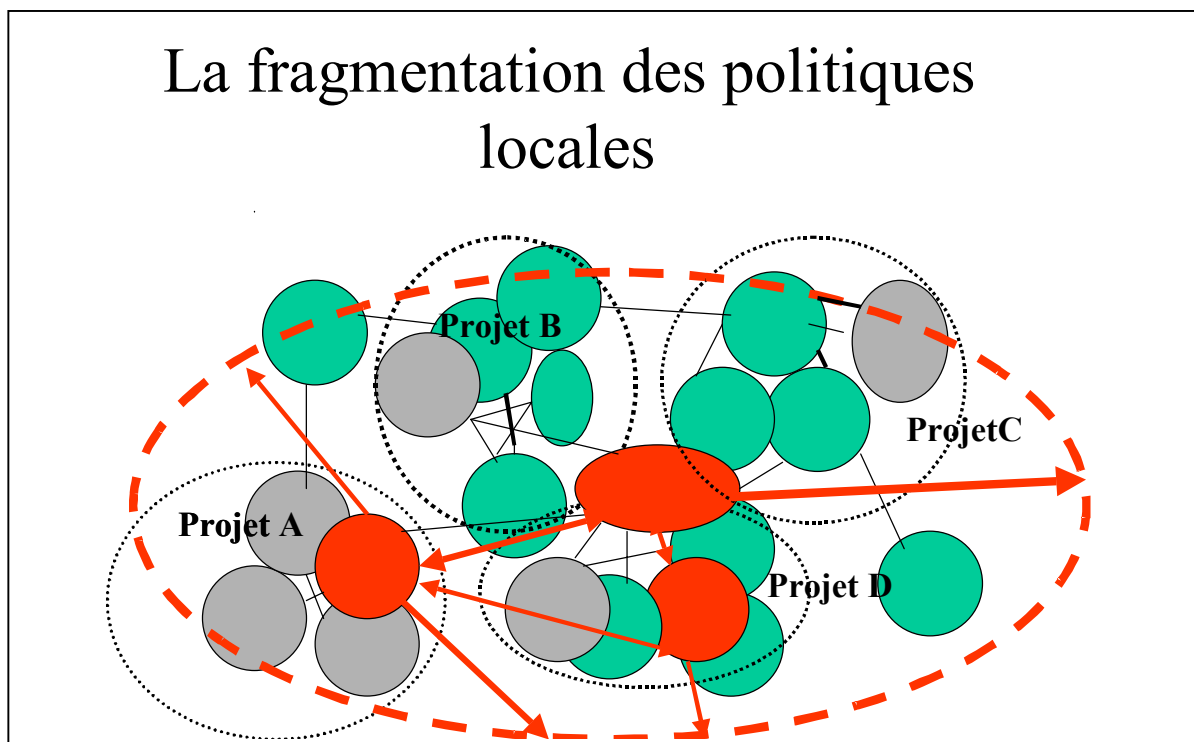 La fragmentation des politiques
locales
Projet B
ProjetC
Projet A
Projet D